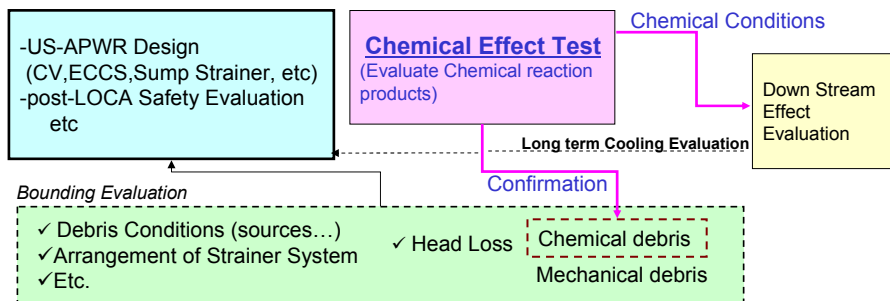 -US-APWR Design
(CV,ECCS,Sump Strainer, etc)
-post-LOCA Safety Evaluation
etc
Chemical Effect Test
(Evaluate Chemical reaction
products)
Chemical Conditions
Down Stream
Effect
Evaluation
Long term Cooling Evaluation
Confirmation
Bounding Evaluation
✓ Debris Conditions (sources…)
✓Arrangement of Strainer System
✓Etc.
✓ Head Loss
Chemical debris
Mechanical debris